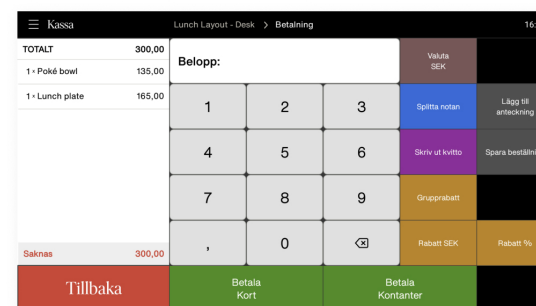 Kassa
Lunch Layout - Desk > Betalning
16:
TOTALT 300,00
1 × Poké bowl 135,00
1 × Lunch plate 165,00
Saknas 300,00
Tillbaka
Belopp:
1 2 3
4 5 6
7 8 9
, 0
Betala
Kort
Betala
Kontanter
Valuta
SEK
Splitta notan
Lägg till
anteckning
Skriv ut kvitto
Spara beställni
Grupprabatt
Rabatt SEK
Rabatt %